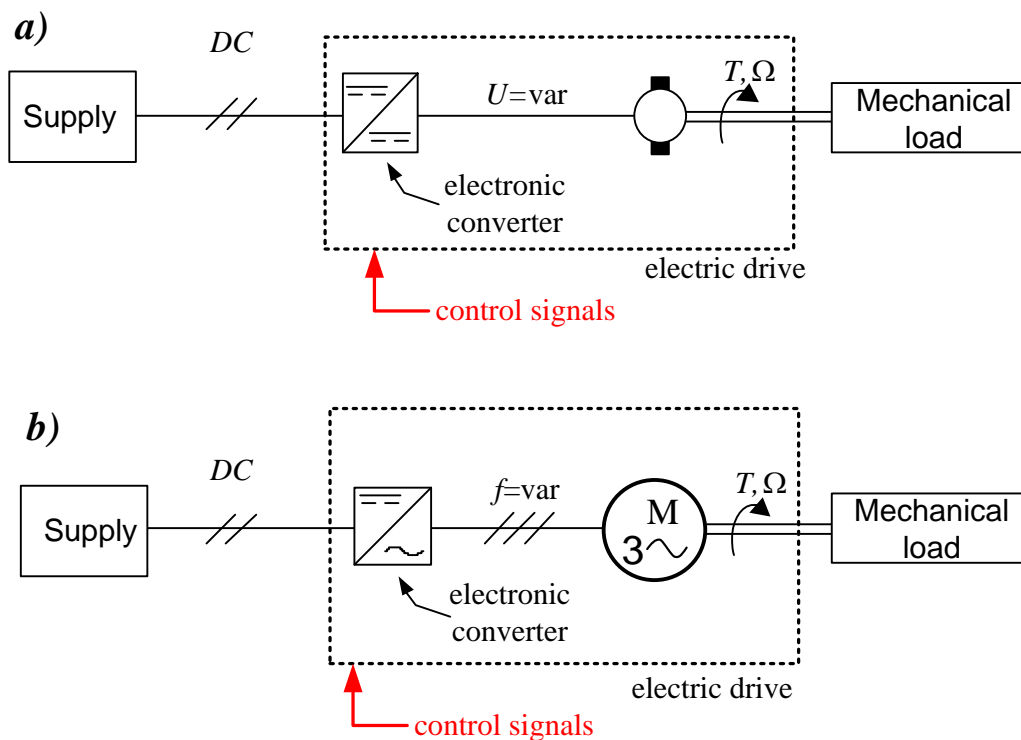 a)
DC
Supply
U=var
T,Ω
Mechanical
load
electronic
converter
electric drive
control signals
b)
DC
Supply
f=var
M
3
T,Ω
Mechanical
load
electronic
converter
electric drive
control signals